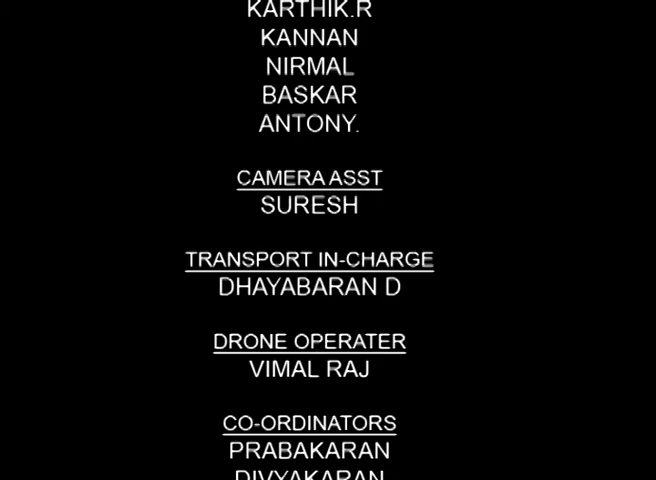 KARTHIK.R
KANNAN
NIRMAL
BASKAR
ANTONY.
CAMERA ASST
SURESH
TRANSPORT IN-CHARGE
DHAYABARAN D
DRONE OPERATER
VIMAL RAJ
CO-ORDINATORS
PRABAKARAN
DIVYAKARAN